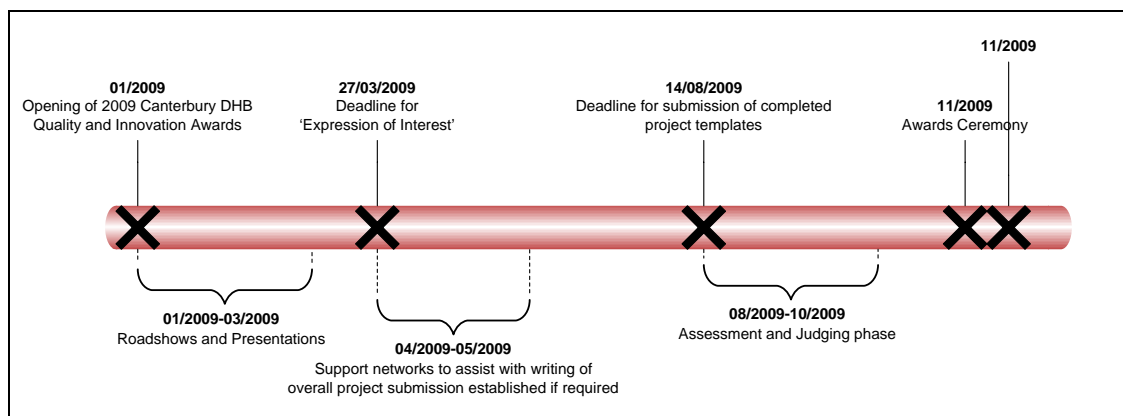 01/2009
Opening of 2009 Canterbury DHB
Quality and Innovation Awards
27/03/2009
Deadline for
‘Expression of Interest’
14/08/2009
Deadline for submission of completed
project templates
11/2009
Awards Ceremony
11/2009
01/2009-03/2009
Roadshows and Presentations
04/2009-05/2009
Support networks to assist with writing of
overall project submission established if required
08/2009-10/2009
Assessment and Judging phase